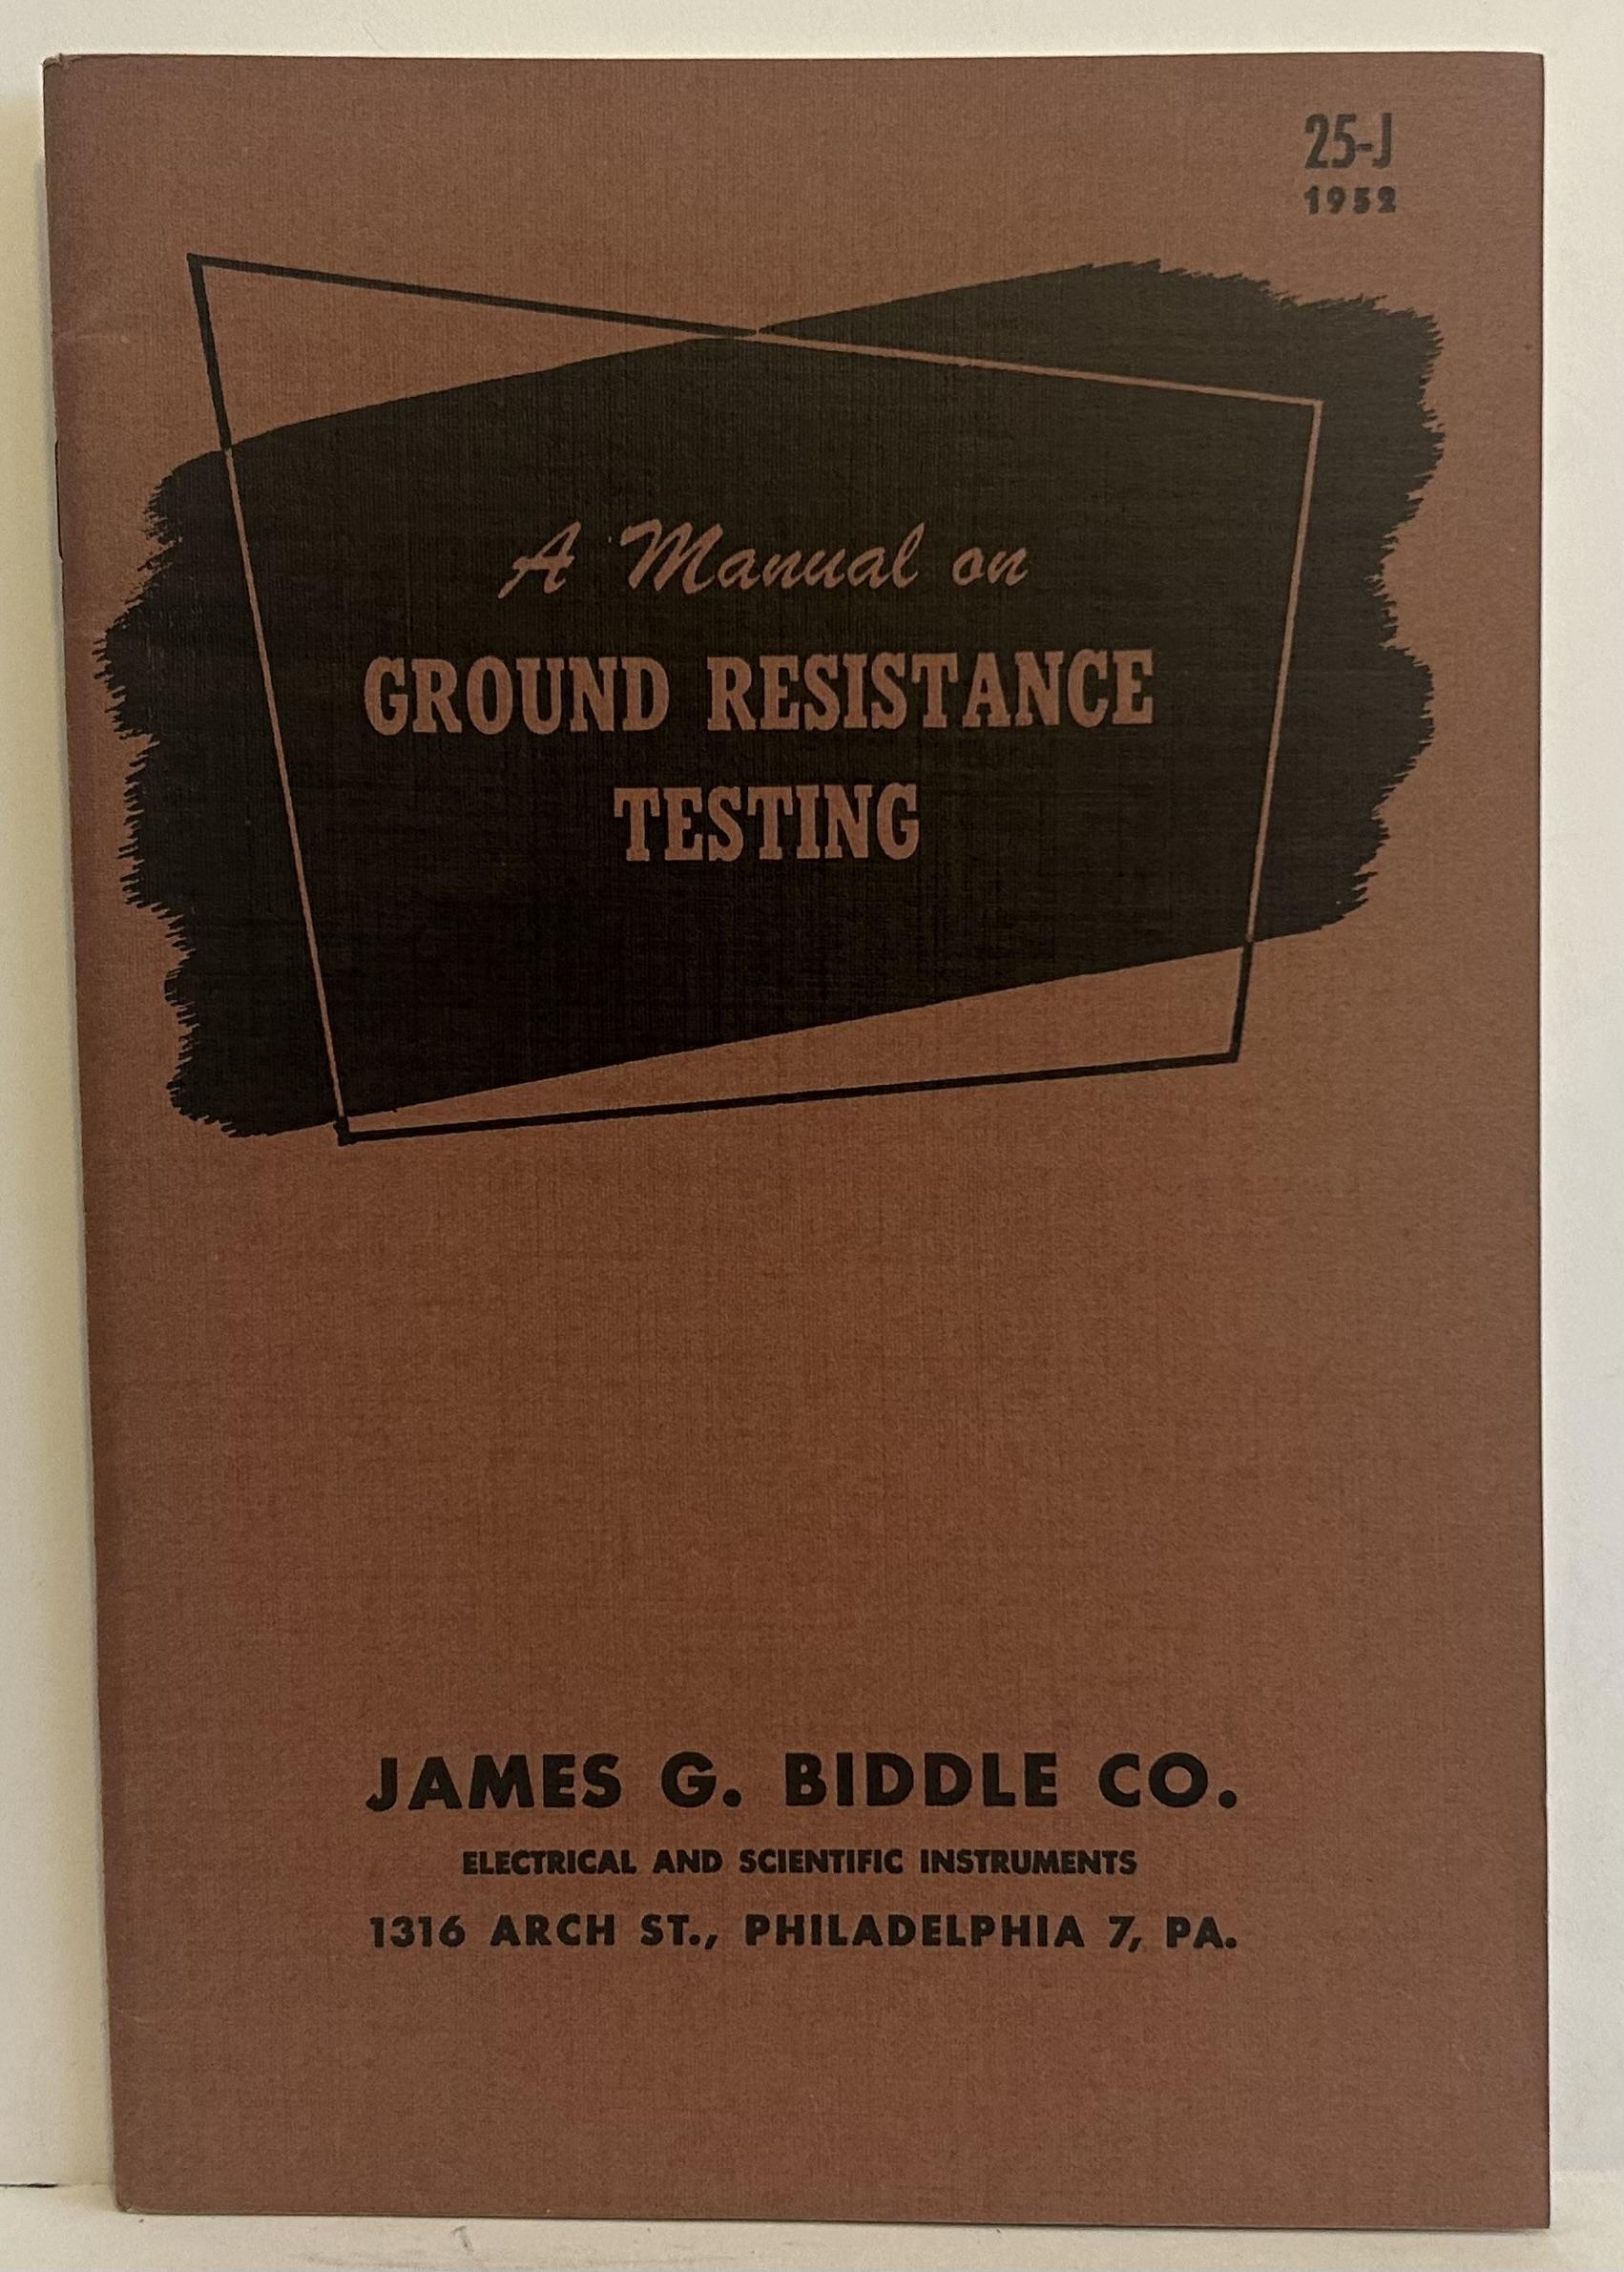 25-J
1952
A Manual on
GROUND RESISTANCE
TESTING
JAMES G. BIDDLE CO.
ELECTRICAL AND SCIENTIFIC INSTRUMENTS
1316 ARCH ST., PHILADELPHIA 7, PA.